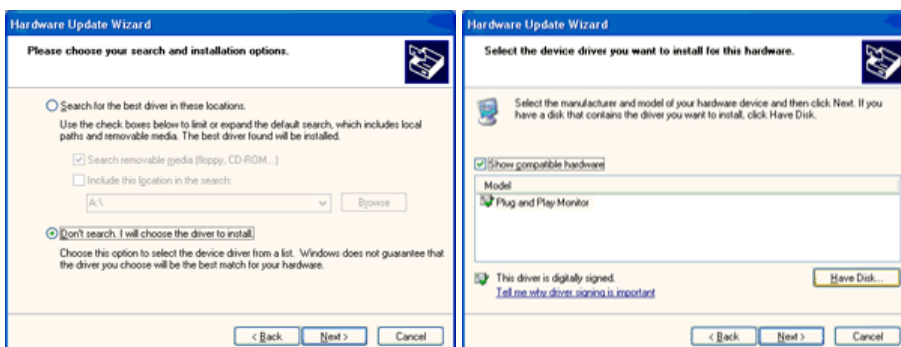 Hardware Update Wizard
Please choose your search and installation options.
Search for the best driver in these locations.
Use the check boxes below to limit or expand the default search, which includes local
paths and removable media. The best driver found will be installed.
Search removable media (floppy, CD-ROM...)
Include this location in the search:
A:\
Browse
Don't search. I will choose the driver to install.
Choose this option to select the device driver from a list. Windows does not guarantee that
the driver you choose will be the best match for your hardware.
< Back
Next >
Cancel
Hardware Update Wizard
Select the device driver you want to install for this hardware.
Select the manufacturer and model of your hardware device and then click Next. If you
have a disk that contains the driver you want to install, click Have Disk.
Show compatible hardware
Model
Plug and Play Monitor
This driver is digitally signed.
Tell me why driver signing is important
Have Disk...
< Back
Next >
Cancel